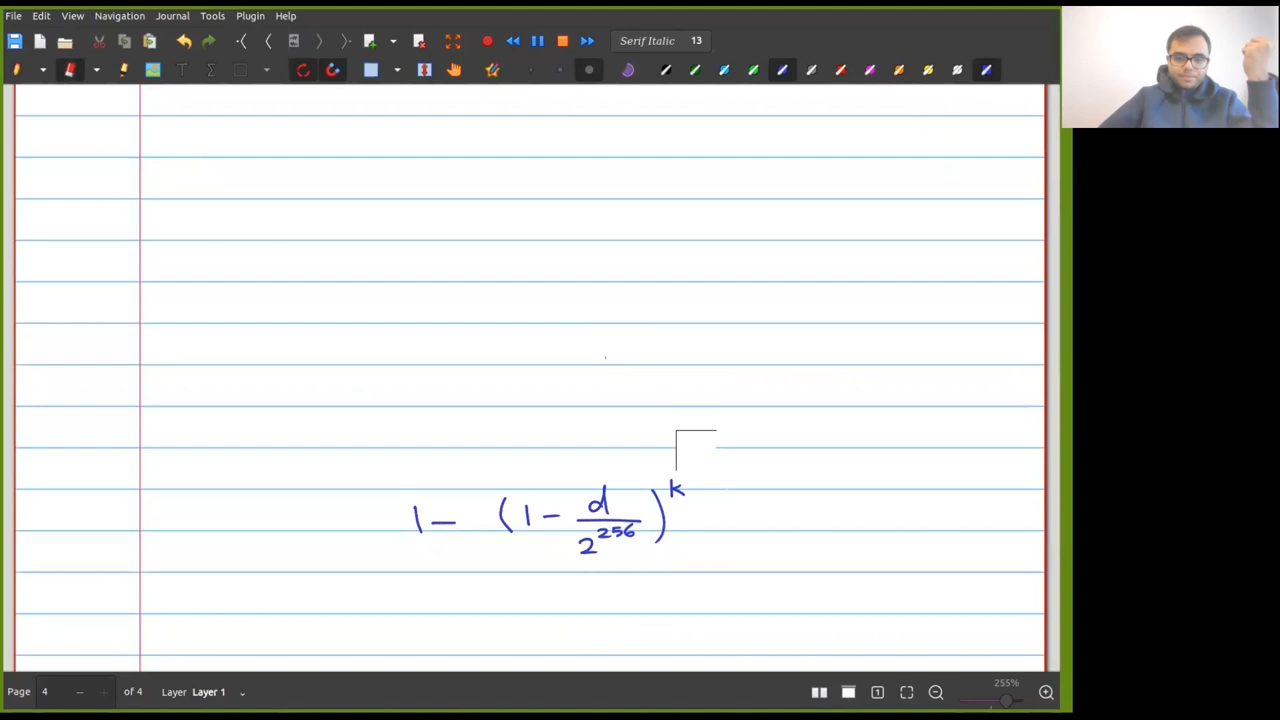 File Edit View Navigation Journal Tools Plugin Help
Serif Italic 13
1 - (1 - d/2^256)^k
Page 4 of 4 Layer Layer 1 255%